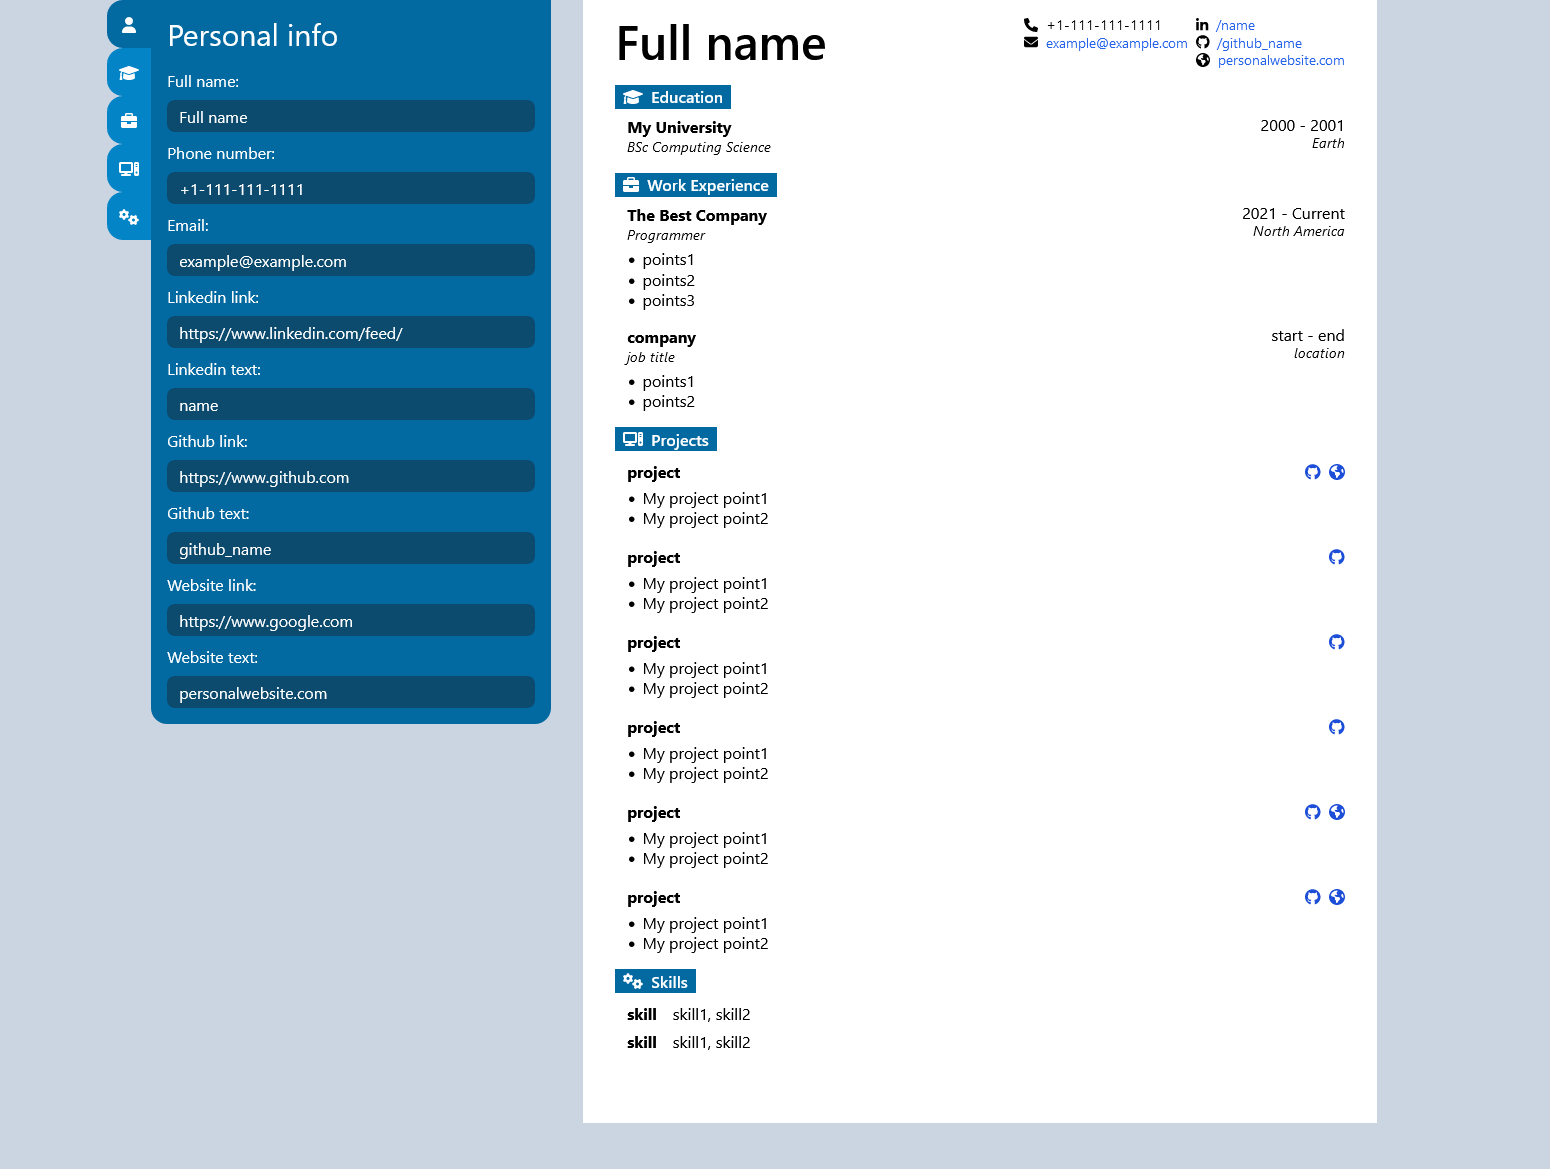 Personal info
Full name:
Full name
Phone number:
+1-111-111-1111
Email:
example@example.com
Linkedin link:
https://www.linkedin.com/feed/
Linkedin text:
name
Github link:
https://www.github.com
Github text:
github_name
Website link:
https://www.google.com
Website text:
personalwebsite.com
Full name
+1-111-111-1111
example@example.com
/name
/github_name
personalwebsite.com
Education
My University 2000 - 2001
BSc Computing Science Earth
Work Experience
The Best Company 2021 - Current
Programmer North America
• points1
• points2
• points3
company start - end
job title location
• points1
• points2
Projects
project
• My project point1
• My project point2
project
• My project point1
• My project point2
project
• My project point1
• My project point2
project
• My project point1
• My project point2
project
• My project point1
• My project point2
project
• My project point1
• My project point2
Skills
skill skill1, skill2
skill skill1, skill2